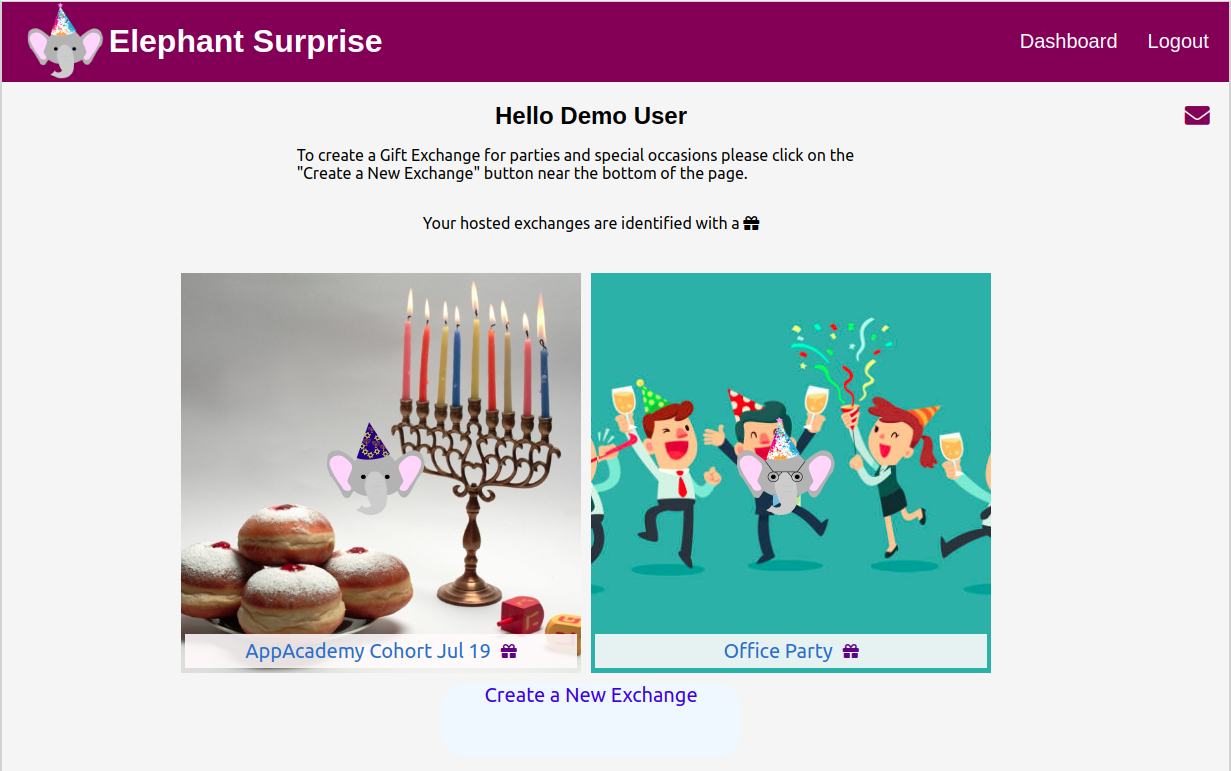 Elephant Surprise
Dashboard
Logout
Hello Demo User
To create a Gift Exchange for parties and special occasions please click on the
"Create a New Exchange" button near the bottom of the page.
Your hosted exchanges are identified with a
AppAcademy Cohort Jul 19
Office Party
Create a New Exchange